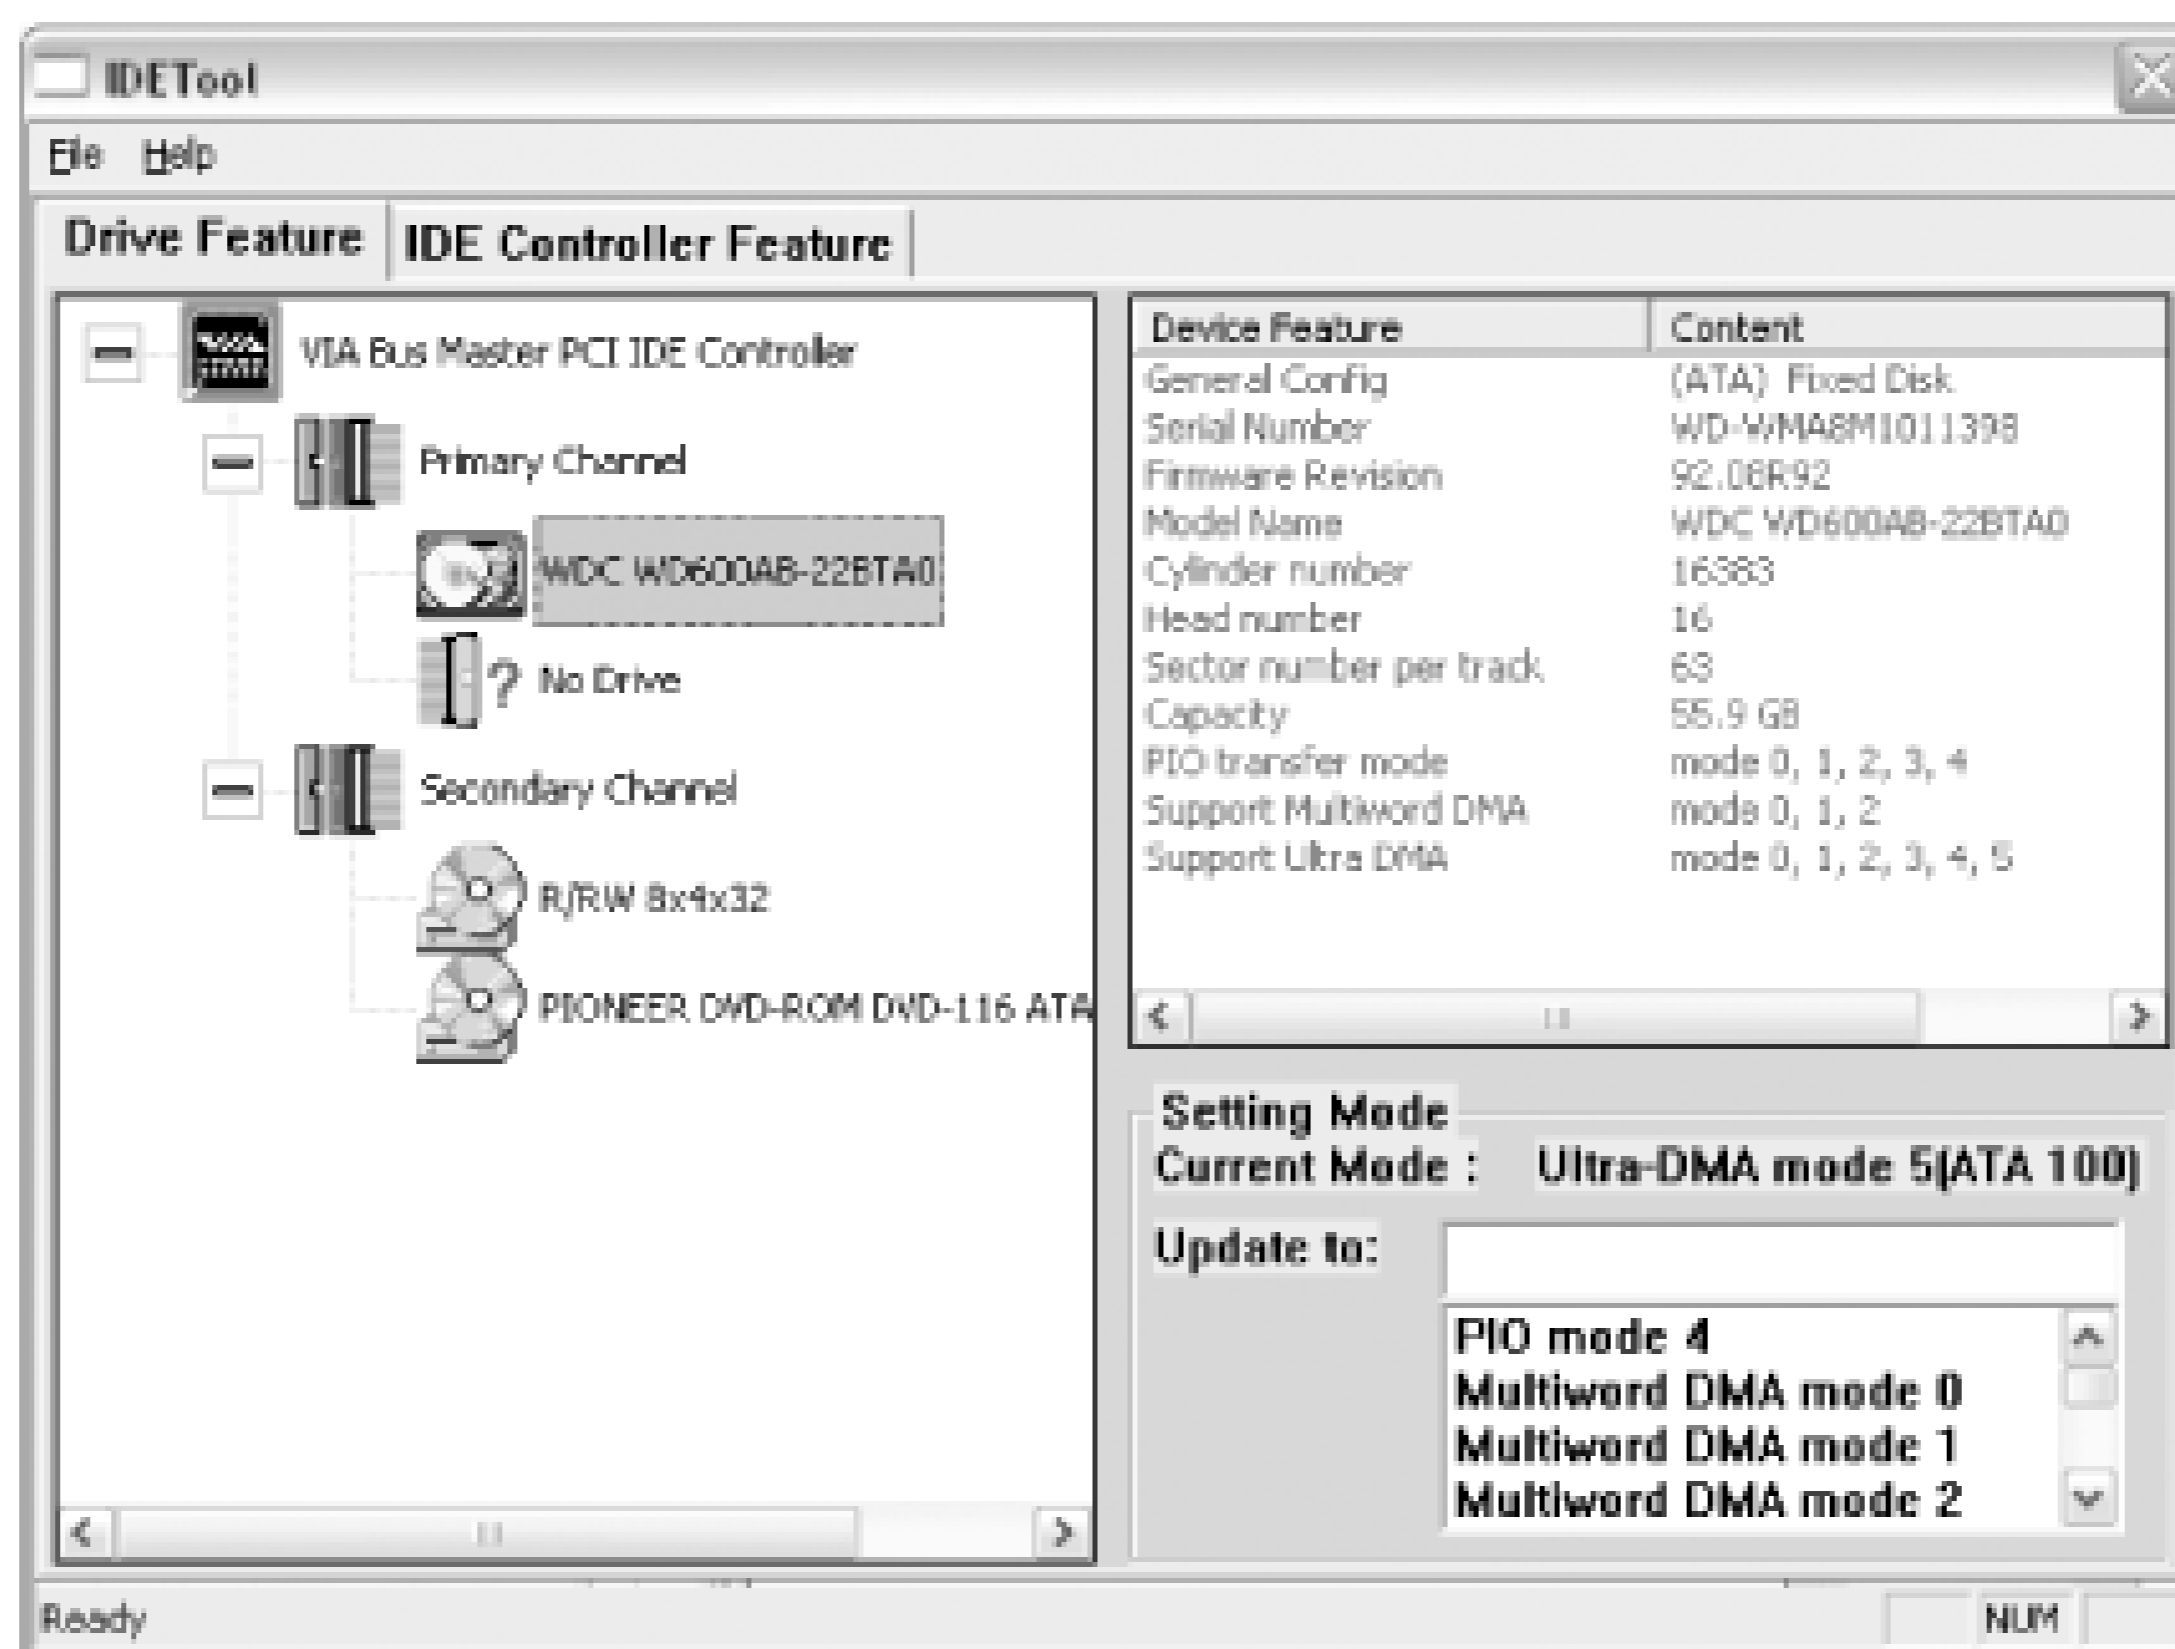 IDETool
File Help
Drive Feature IDE Controller Feature
VIA Bus Master PCI IDE Controller
Primary Channel
WDC WD600AB-22BTA0
? No Drive
Secondary Channel
R/RW 8x4x32
PIONEER DVD-ROM DVD-116 ATA
Device Feature Content
General Config (ATA) Fixed Disk
Serial Number WD-WMA8M1011398
Firmware Revision 92.08R92
Model Name WDC WD600AB-22BTA0
Cylinder number 16383
Head number 16
Sector number per track 63
Capacity 55.9 GB
PIO transfer mode mode 0, 1, 2, 3, 4
Support Multiword DMA mode 0, 1, 2
Support Ultra DMA mode 0, 1, 2, 3, 4, 5
Setting Mode
Current Mode : Ultra-DMA mode 5(ATA 100)
Update to:
PIO mode 4
Multiword DMA mode 0
Multiword DMA mode 1
Multiword DMA mode 2
Ready NUM